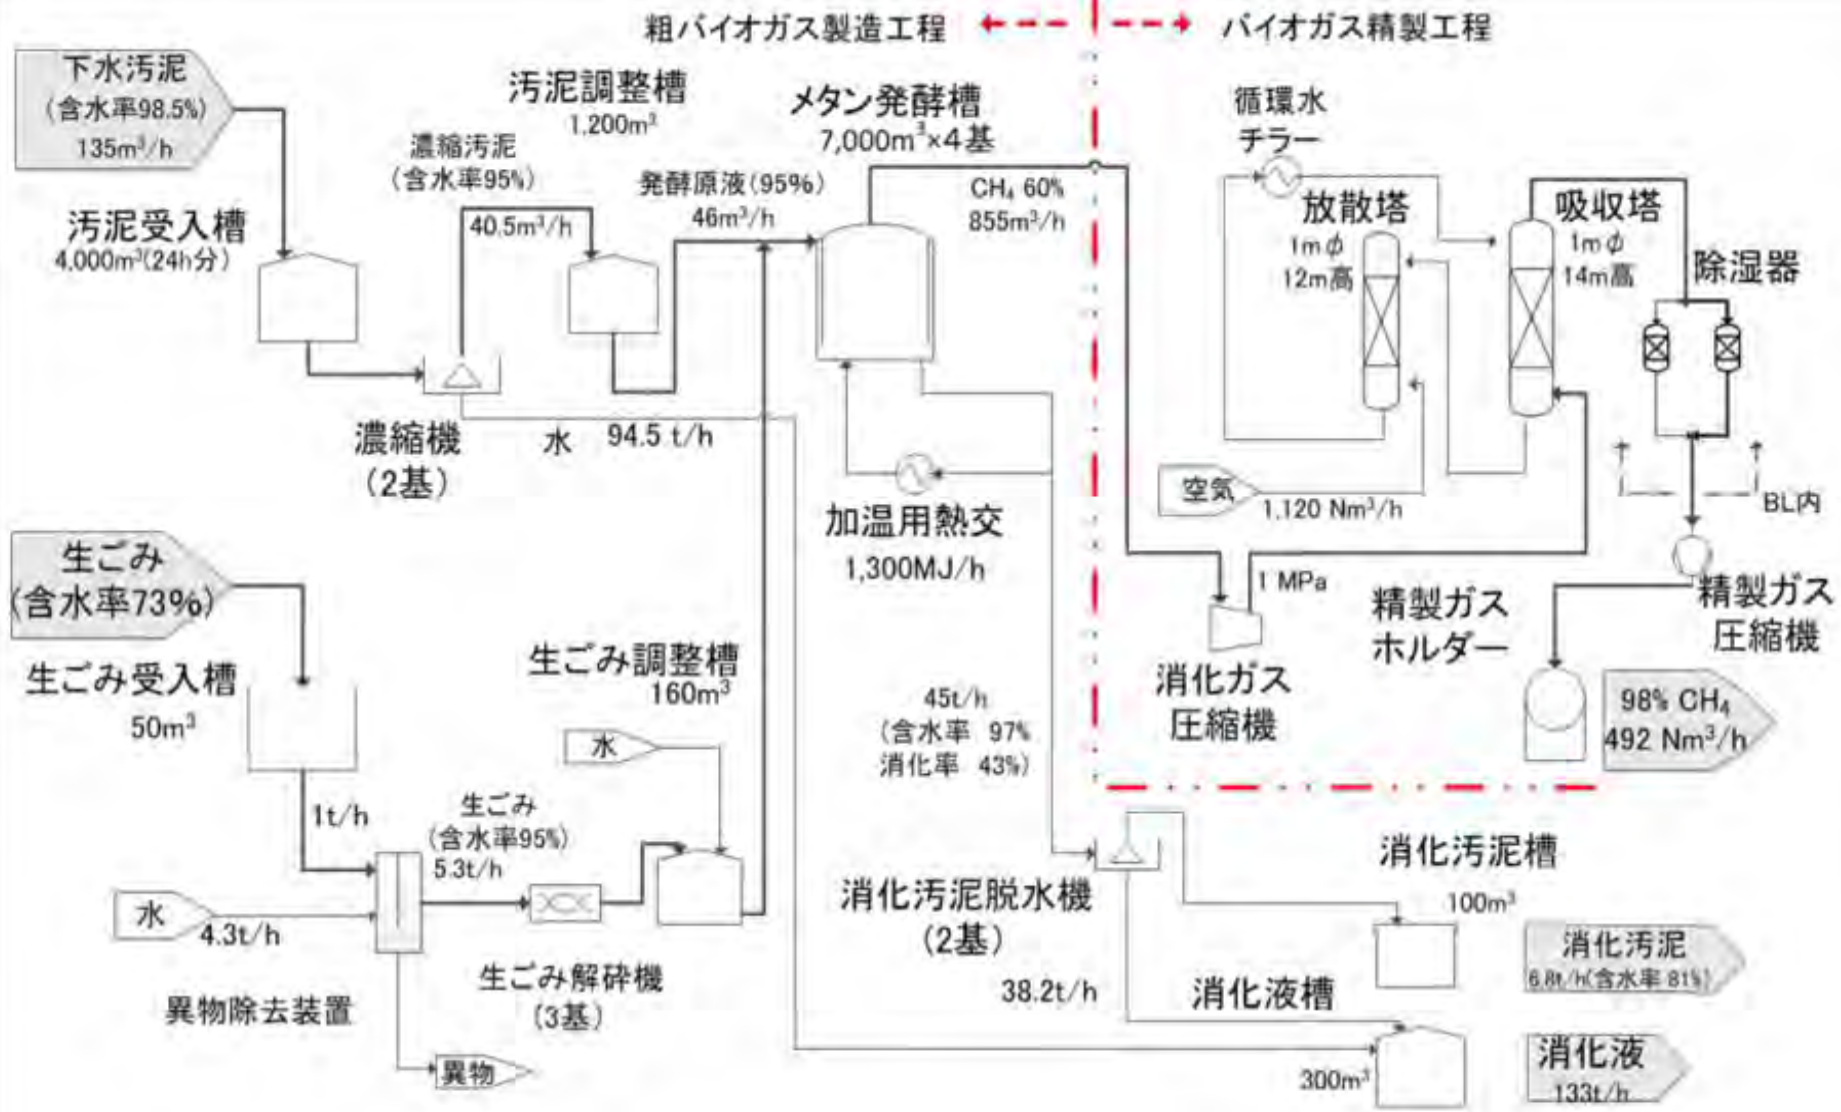 粗バイオガス製造工程
バイオガス精製工程
下水汚泥
(含水率98.5%)
135m³/h
汚泥受入槽
4,000m³(24h分)
汚泥調整槽
1,200m³
濃縮汚泥
(含水率95%)
40.5m³/h
発酵原液(95%)
46m³/h
メタン発酵槽
7,000m³×4基
CH₄ 60%
855m³/h
循環水
チラー
放散塔
1mφ
12m高
吸収塔
1mφ
14m高
除湿器
濃縮機
(2基)
水 94.5 t/h
加温用熱交
1,300MJ/h
空気
1,120 Nm³/h
BL内
1 MPa
消化ガス
圧縮機
精製ガス
ホルダー
精製ガス
圧縮機
98% CH₄
492 Nm³/h
生ごみ
(含水率73%)
生ごみ受入槽
50m³
1t/h
水
4.3t/h
異物除去装置
異物
生ごみ
(含水率95%)
5.3t/h
生ごみ解砕機
(3基)
生ごみ調整槽
160m³
水
45t/h
(含水率 97%
消化率 43%)
消化汚泥脱水機
(2基)
38.2t/h
消化汚泥槽
100m³
消化汚泥
6.8t/h(含水率 81%)
消化液槽
300m³
消化液
133t/h